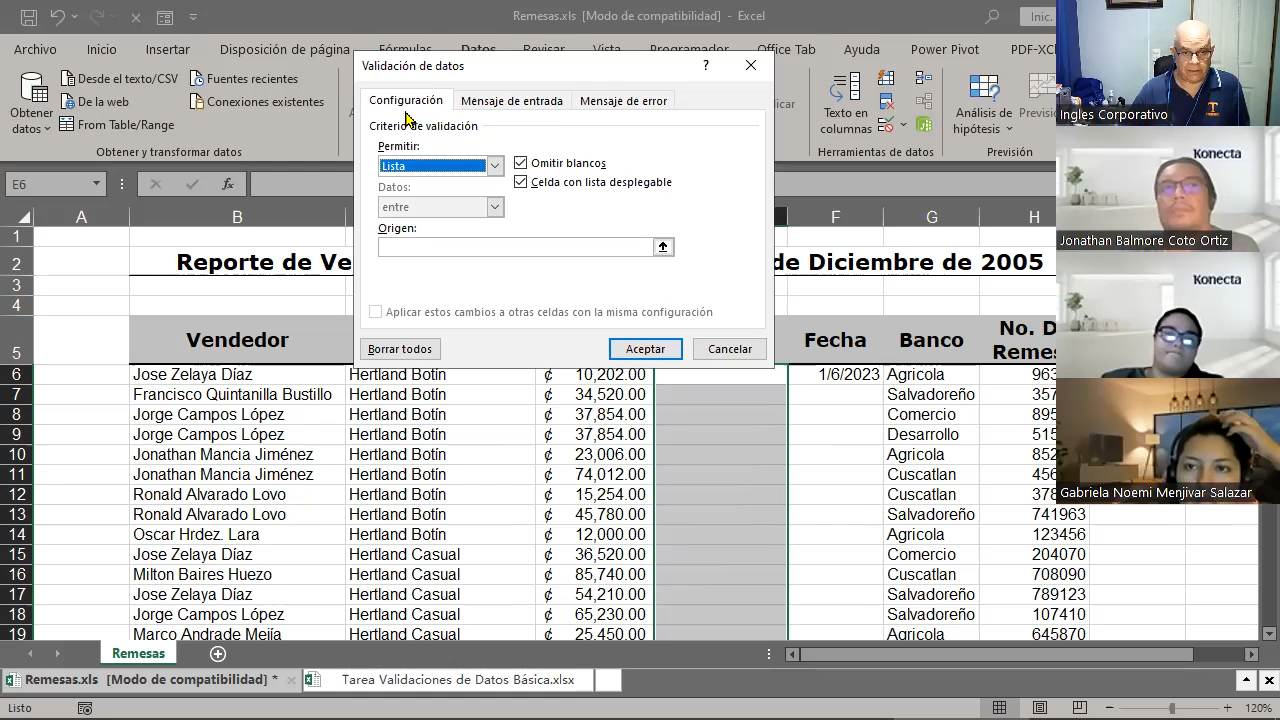 Remesas.xls [Modo de compatibilidad] - Excel
Inic.
Archivo Inicio Insertar Disposición de página Fórmulas Datos Revisar Vista Programador Office Tab Ayuda Power Pivot PDF-XCh
Obtener datos
Desde el texto/CSV
De la web
From Table/Range
Fuentes recientes
Conexiones existentes
Obtener y transformar datos
Texto en columnas
Herramientas de datos
Análisis de hipótesis
Previsión
Validación de datos
?
Configuración Mensaje de entrada Mensaje de error
Criterio de validación
Permitir:
Lista
Omitir blancos
Datos:
Celda con lista desplegable
entre
Origen:
Aplicar estos cambios a otras celdas con la misma configuración
Borrar todos Aceptar Cancelar
E6
fx
A B F G H
1
2 Reporte de Ve de Diciembre de 2005
3
4
5 Vendedor Fecha Banco No. D Remes
6 Jose Zelaya Díaz Hertland Botín ₡ 10,202.00 1/6/2023 Agricola 963
7 Francisco Quintanilla Bustillo Hertland Botín ₡ 34,520.00 Salvadoreño 357
8 Jorge Campos López Hertland Botín ₡ 37,854.00 Comercio 895
9 Jorge Campos López Hertland Botín ₡ 37,854.00 Desarrollo 515
10 Jonathan Mancia Jiménez Hertland Botín ₡ 23,006.00 Agricola 852
11 Jonathan Mancia Jiménez Hertland Botín ₡ 74,012.00 Cuscatlan 456
12 Ronald Alvarado Lovo Hertland Botín ₡ 15,254.00 Cuscatlan 378
13 Ronald Alvarado Lovo Hertland Botín ₡ 45,780.00 Salvadoreño 741963
14 Oscar Hrdez. Lara Hertland Botín ₡ 12,000.00 Agricola 123456
15 Jose Zelaya Díaz Hertland Casual ₡ 36,520.00 Comercio 204070
16 Milton Baires Huezo Hertland Casual ₡ 85,740.00 Cuscatlan 708090
17 Jose Zelaya Díaz Hertland Casual ₡ 54,210.00 Salvadoreño 789123
18 Jorge Campos López Hertland Casual ₡ 65,230.00 Salvadoreño 107410
19 Marco Andrade Mejía Hertland Casual ₡ 25,450.00 Agricola 645870
Remesas
Remesas.xls [Modo de compatibilidad] *
Tarea Validaciones de Datos Básica.xlsx
Listo
120%
Ingles Corporativo
Konecta
Jonathan Balmore Coto Ortiz
Konecta
Gabriela Noemi Menjivar Salazar